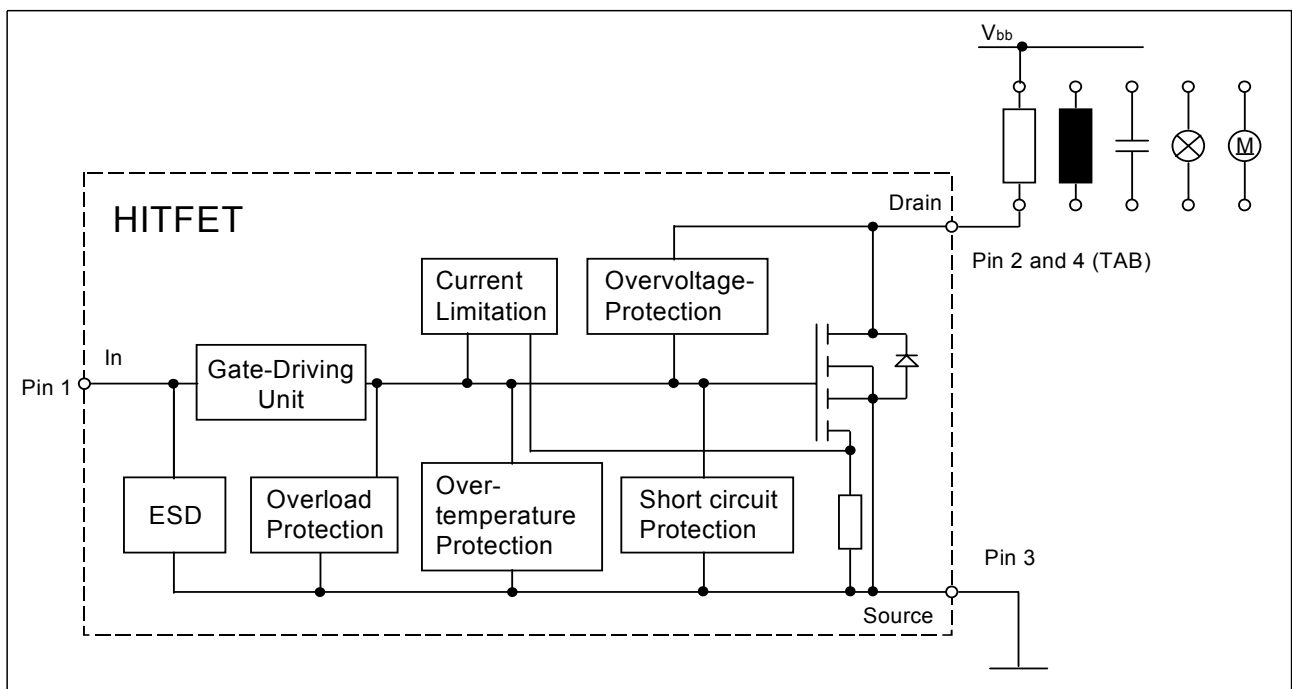 Vbb
M
HITFET
Drain
Pin 2 and 4 (TAB)
Current
Limitation
Overvoltage-
Protection
In
Pin 1
Gate-Driving
Unit
ESD
Overload
Protection
Over-
temperature
Protection
Short circuit
Protection
Pin 3
Source